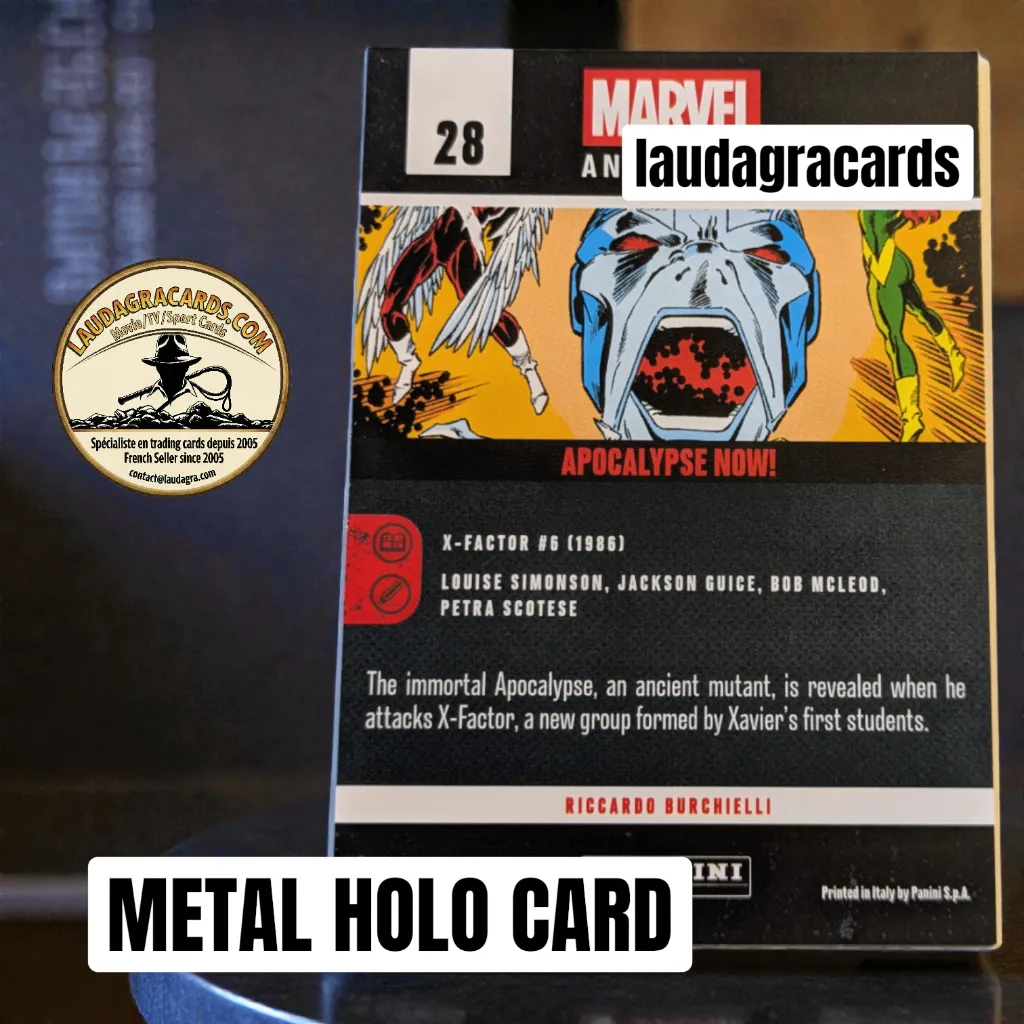 28
MARVEL
AN
laudagracards
LAUDAGRACARDS.COM
Movie/TV/Sport Cards
Spécialiste en trading cards depuis 2005
French Seller since 2005
contact@laudagra.com
APOCALYPSE NOW!
X-FACTOR #6 (1986)
LOUISE SIMONSON, JACKSON GUICE, BOB MCLEOD,
PETRA SCOTESE
The immortal Apocalypse, an ancient mutant, is revealed when he
attacks X-Factor, a new group formed by Xavier's first students.
RICCARDO BURCHIELLI
INI
Printed in Italy by Panini S.p.A.
METAL HOLO CARD